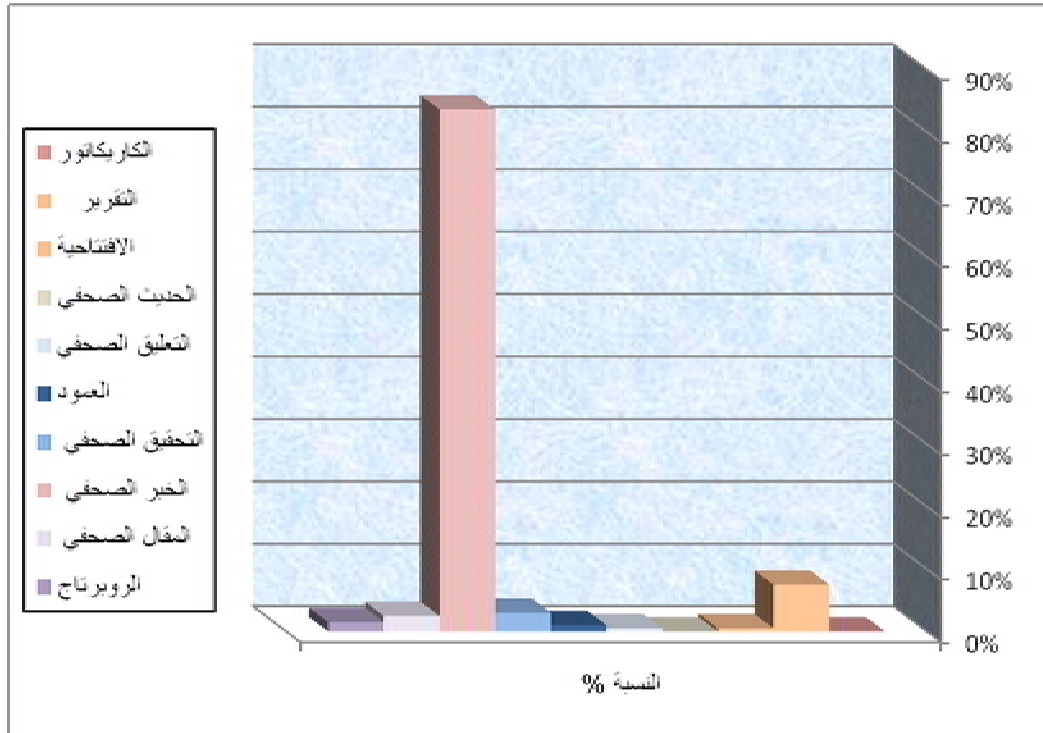 الكاريكاتور
التقرير
الافتتاحية
الحديث الصحفي
التعليق الصحفي
العمود
التحقيق الصحفي
الخبر الصحفي
المقال الصحفي
الروبرتاج
90%
80%
70%
60%
50%
40%
30%
20%
10%
0%
النسبة %